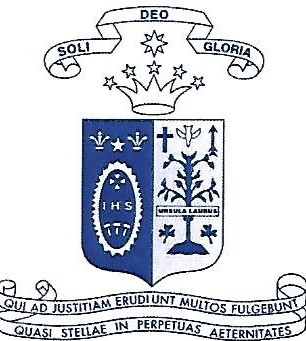 SOLI DEO GLORIA
IHS
URSULA LAURUS
QUI AD JUSTITIAM ERUDIUNT MULTOS FULGEBUNT
QUASI STELLAE IN PERPETUAS AETERNITATES